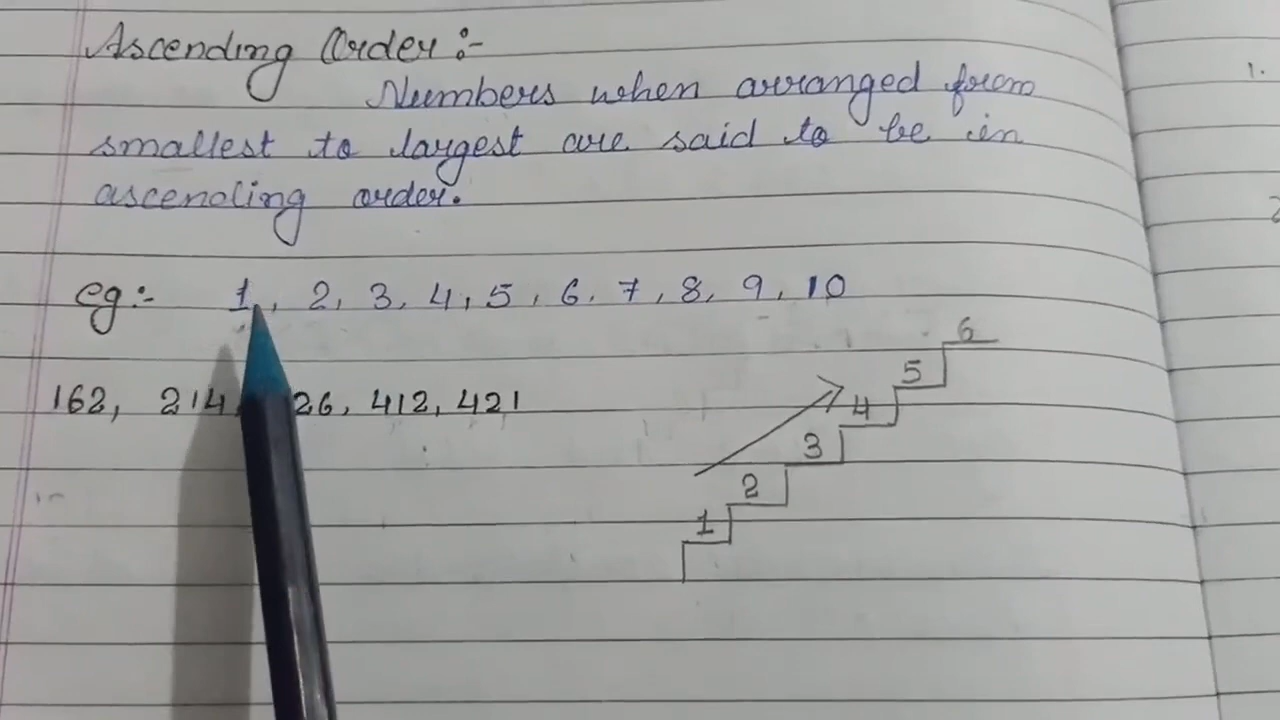 Ascending Order:-
Numbers when arranged from
smallest to largest are said to be in
ascending order.
eg:- 1, 2, 3, 4, 5, 6, 7, 8, 9, 10
162, 214, 26, 412, 421
6
5
4
3
2
1
1.